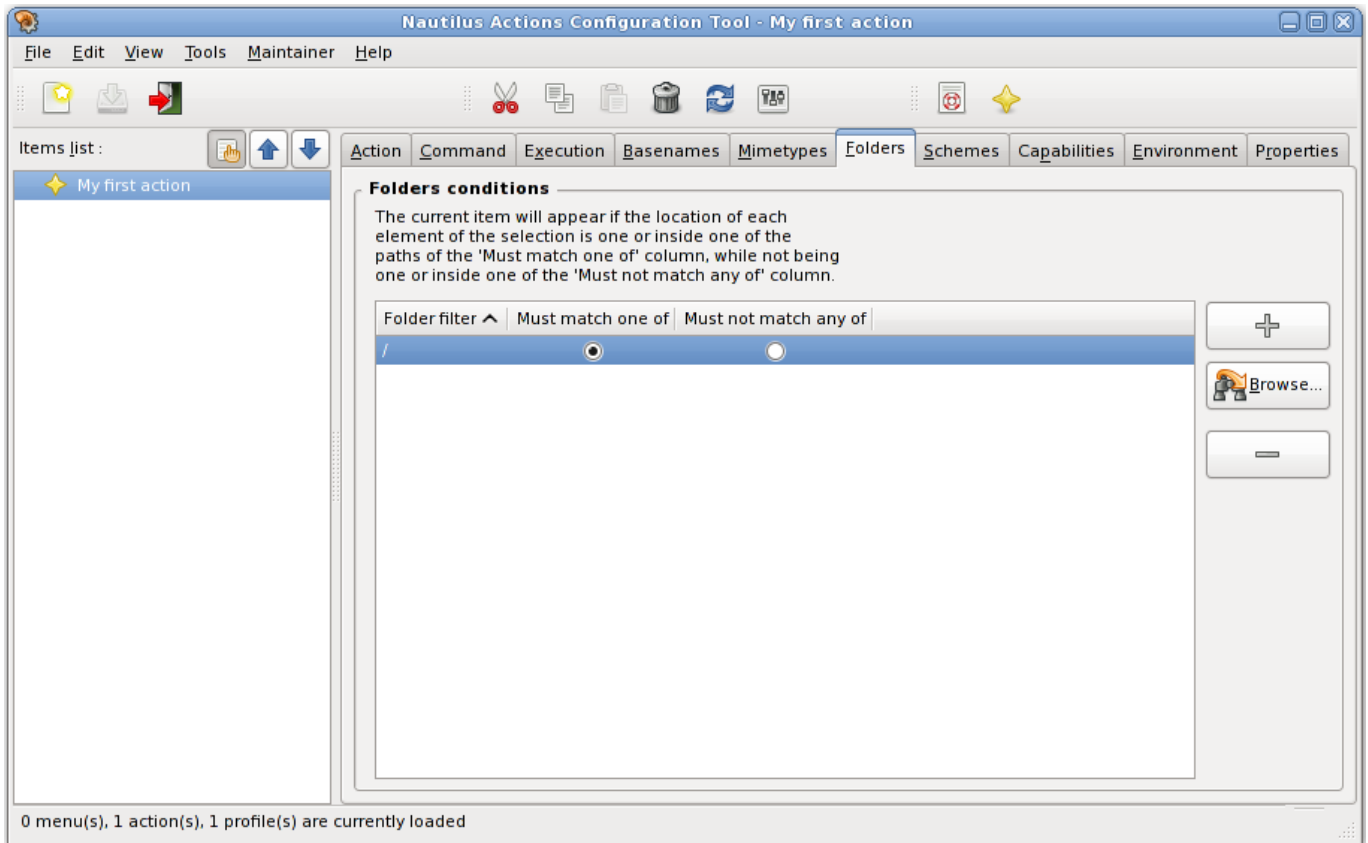 Nautilus Actions Configuration Tool - My first action
File Edit View Tools Maintainer Help
Items list :
Action Command Execution Basenames Mimetypes Folders Schemes Capabilities Environment Properties
My first action
Folders conditions
The current item will appear if the location of each
element of the selection is one or inside one of the
paths of the 'Must match one of' column, while not being
one or inside one of the 'Must not match any of' column.
Folder filter Must match one of Must not match any of
/
Browse...
0 menu(s), 1 action(s), 1 profile(s) are currently loaded